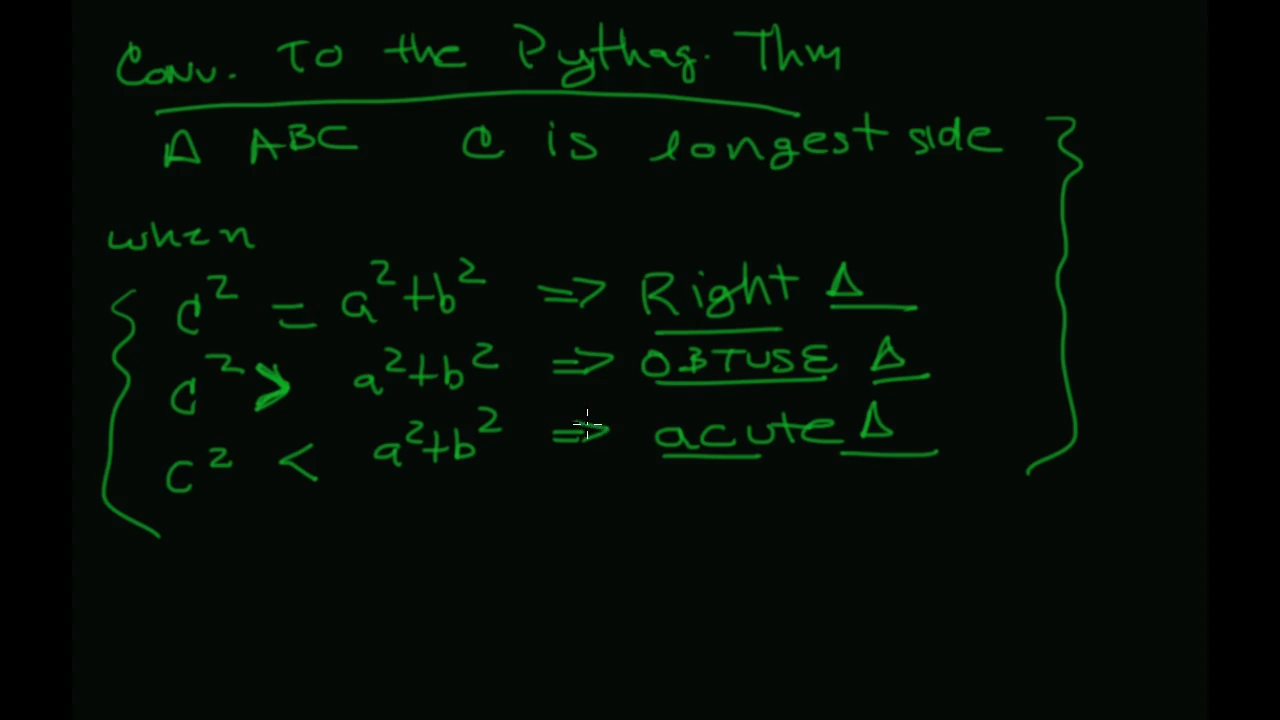 Conv. To the Pythag. Thm
Δ ABC c is longest side
when
c² = a²+b² => Right Δ
c² > a²+b² => OBTUSE Δ
c² < a²+b² => acute Δ